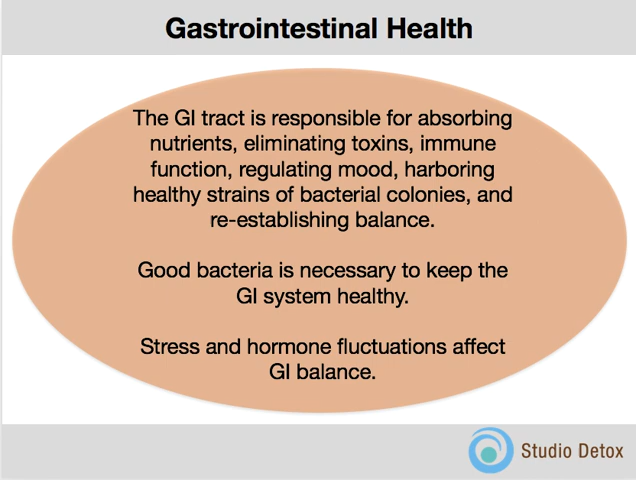 Gastrointestinal Health
The GI tract is responsible for absorbing
nutrients, eliminating toxins, immune
function, regulating mood, harboring
healthy strains of bacterial colonies, and
re-establishing balance.
Good bacteria is necessary to keep the
GI system healthy.
Stress and hormone fluctuations affect
GI balance.
Studio Detox